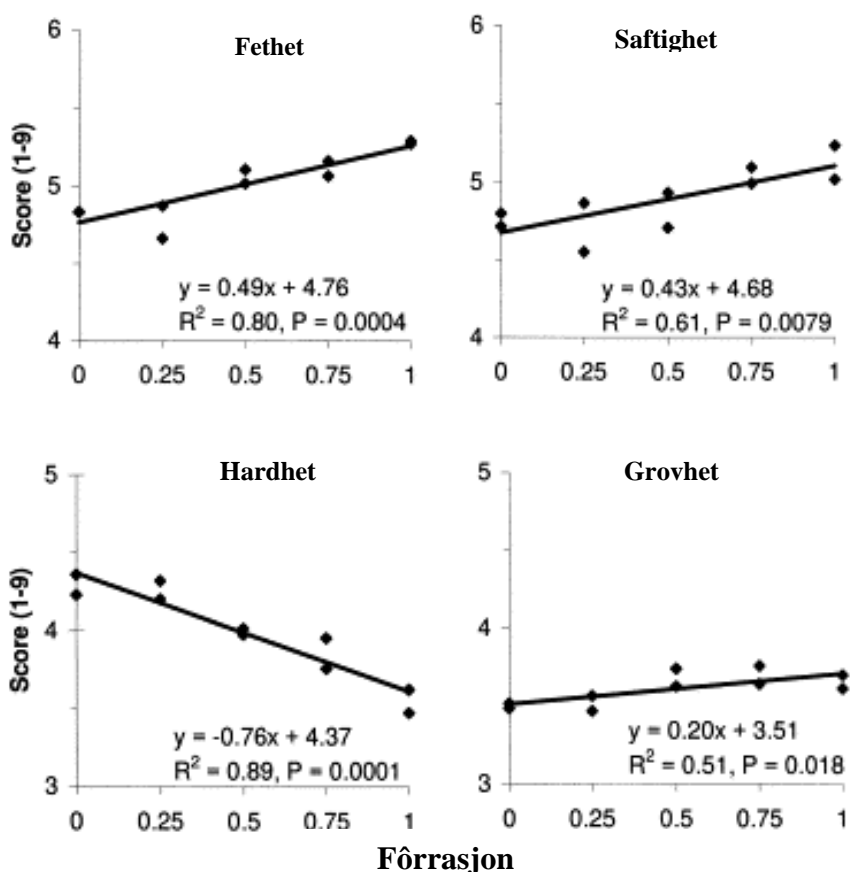 Fethet
Score (1-9)
6
5
4
y = 0.49x + 4.76
R² = 0.80, P = 0.0004
0 0.25 0.5 0.75 1
Saftighet
6
5
4
y = 0.43x + 4.68
R² = 0.61, P = 0.0079
0 0.25 0.5 0.75 1
Hardhet
Score (1-9)
5
4
3
y = -0.76x + 4.37
R² = 0.89, P = 0.0001
0 0.25 0.5 0.75 1
Grovhet
5
4
3
y = 0.20x + 3.51
R² = 0.51, P = 0.018
0 0.25 0.5 0.75 1
Fôrrasjon